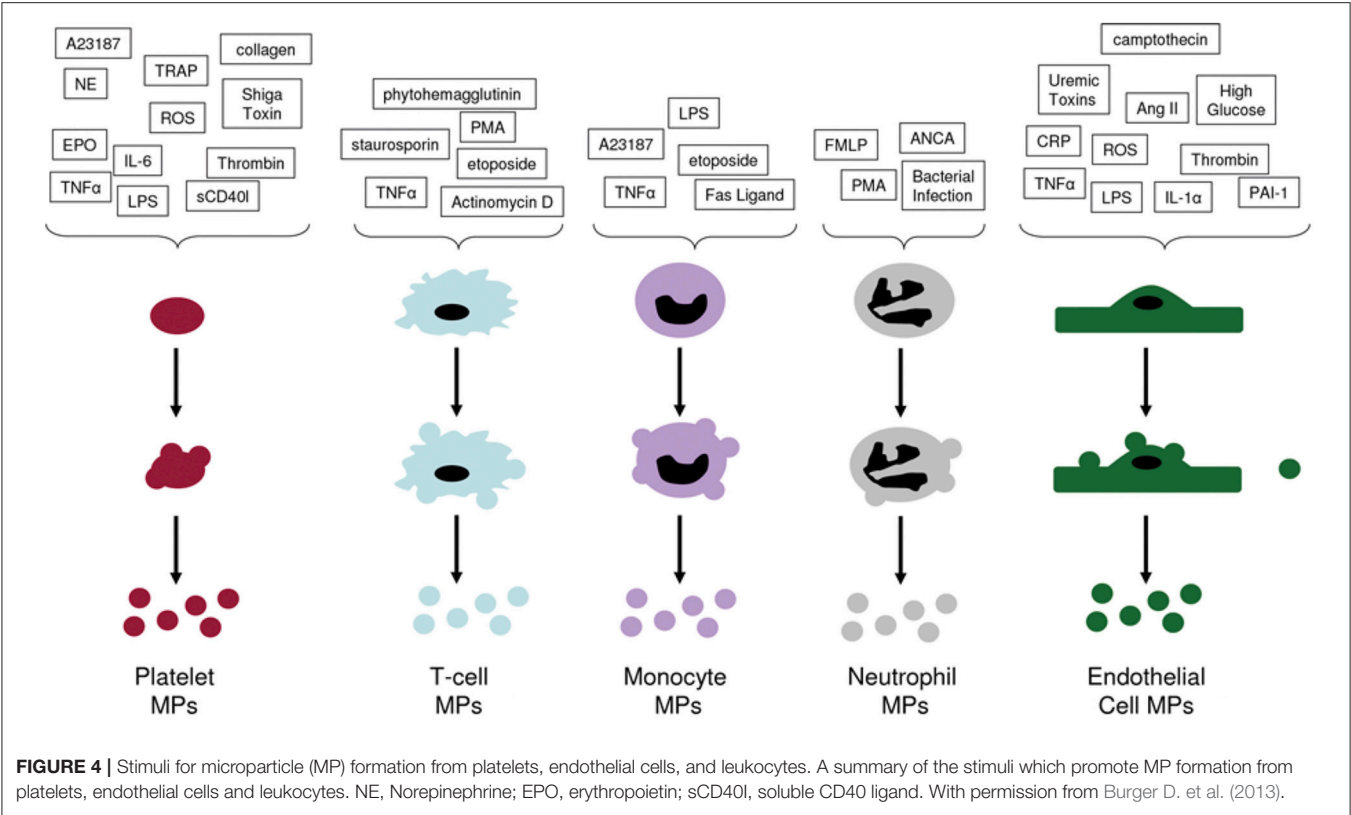 A23187
collagen
NE
TRAP
Shiga
Toxin
ROS
EPO
IL-6
Thrombin
TNFα
LPS
sCD40l
phytohemagglutinin
PMA
staurosporin
etoposide
TNFα
Actinomycin D
LPS
A23187
etoposide
TNFα
Fas Ligand
FMLP
ANCA
PMA
Bacterial
Infection
camptothecin
Uremic
Toxins
Ang II
High
Glucose
CRP
ROS
Thrombin
TNFα
LPS
IL-1α
PAI-1
Platelet
MPs
T-cell
MPs
Monocyte
MPs
Neutrophil
MPs
Endothelial
Cell MPs
FIGURE 4 | Stimuli for microparticle (MP) formation from platelets, endothelial cells, and leukocytes. A summary of the stimuli which promote MP formation from
platelets, endothelial cells and leukocytes. NE, Norepinephrine; EPO, erythropoietin; sCD40l, soluble CD40 ligand. With permission from Burger D. et al. (2013).